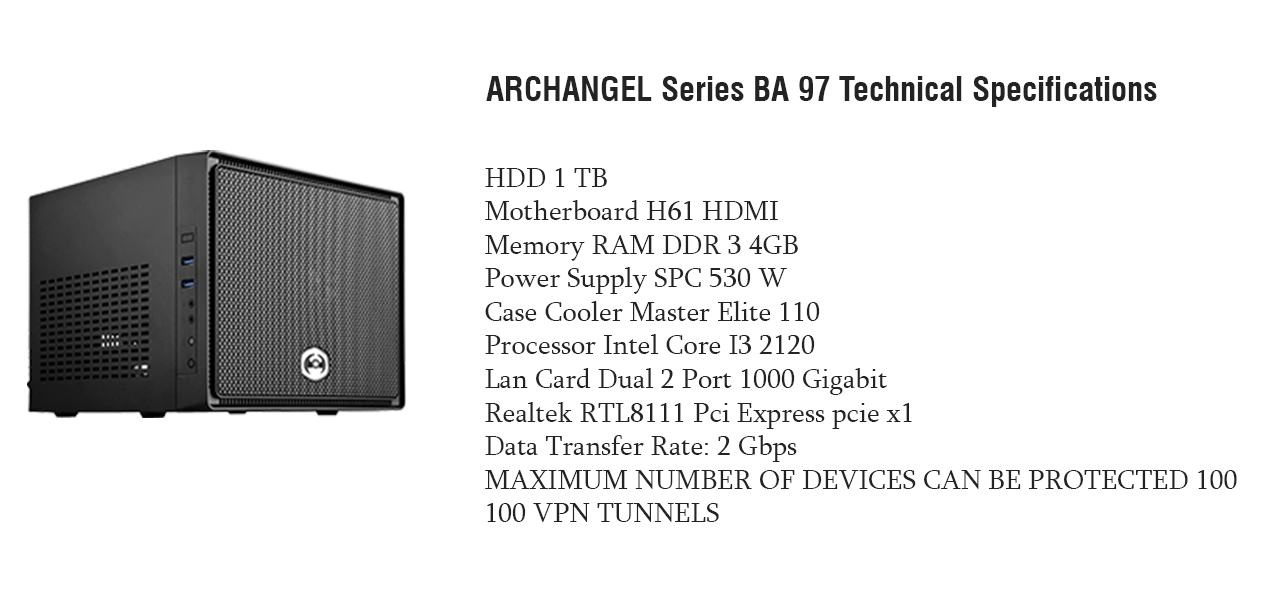 ARCHANGEL Series BA 97 Technical Specifications
HDD 1 TB
Motherboard H61 HDMI
Memory RAM DDR 3 4GB
Power Supply SPC 530 W
Case Cooler Master Elite 110
Processor Intel Core I3 2120
Lan Card Dual 2 Port 1000 Gigabit
Realtek RTL8111 Pci Express pcie x1
Data Transfer Rate: 2 Gbps
MAXIMUM NUMBER OF DEVICES CAN BE PROTECTED 100
100 VPN TUNNELS